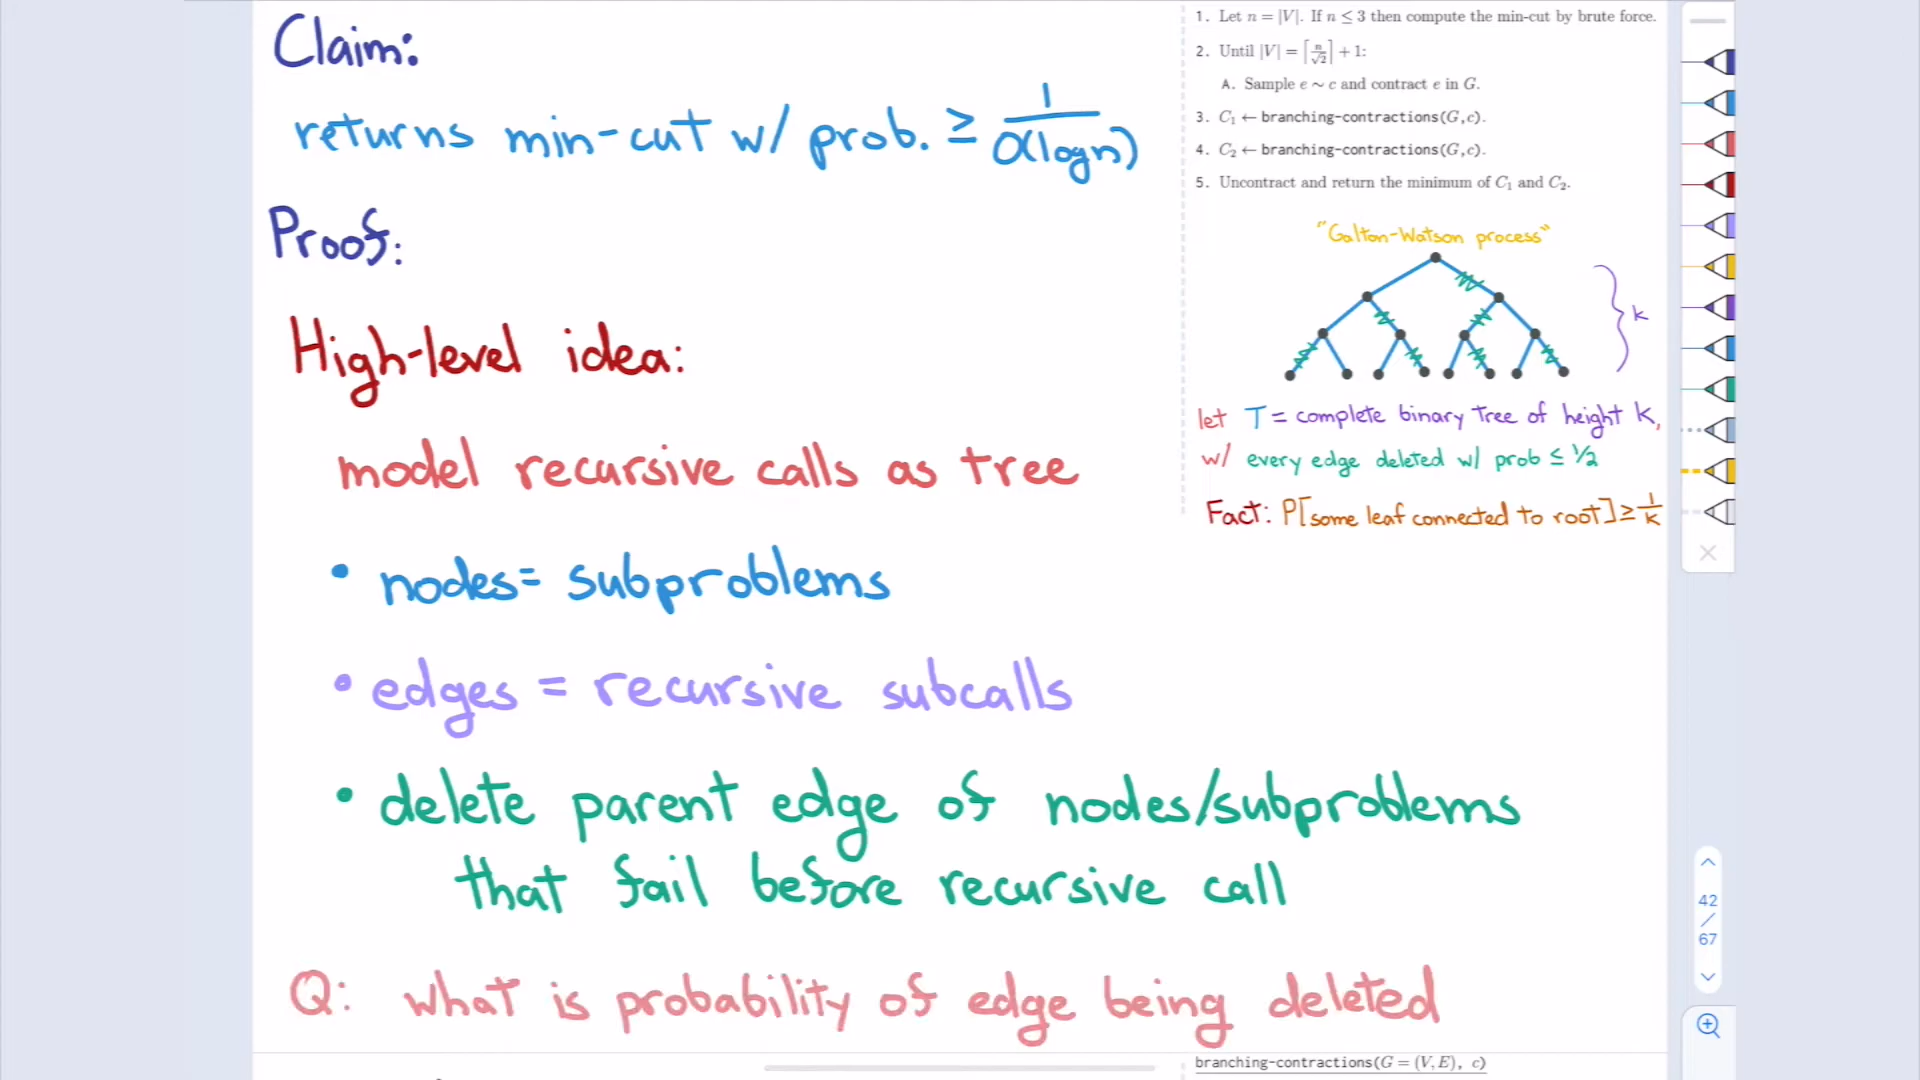 Claim:
returns min-cut w/ prob. ≥ 1/O(log n)
Proof:
High-level idea:
model recursive calls as tree
• nodes = subproblems
• edges = recursive subcalls
• delete parent edge of nodes/subproblems
that fail before recursive call
Q: what is probability of edge being deleted
1. Let n = |V|. If n ≤ 3 then compute the min-cut by brute force.
2. Until |V| = ⌈n/√2⌉ + 1:
A. Sample e ~ c and contract e in G.
3. C₁ ← branching-contractions(G,c).
4. C₂ ← branching-contractions(G,c).
5. Uncontract and return the minimum of C₁ and C₂.
"Galton-Watson process"
k
let T = complete binary tree of height k,
w/ every edge deleted w/ prob ≤ 1/2
Fact: P[some leaf connected to root] ≥ 1/k
42
/
67
branching-contractions(G = (V, E), c)